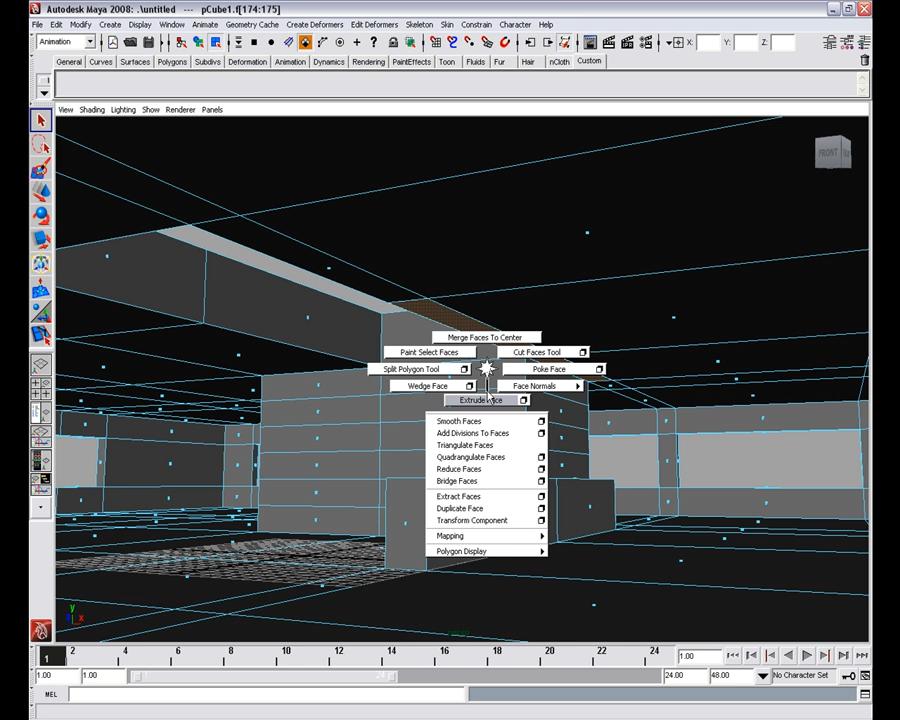 Autodesk Maya 2008: .\untitled --- pCube1.f[174:175]
File Edit Modify Create Display Window Assets Animate Geometry Cache Create Deformers Edit Deformers Skeleton Skin Constrain Character Help
Animation X: Y: Z:
General Curves Surfaces Polygons Subdivs Deformation Animation Dynamics Rendering PaintEffects Toon Fluids Fur Hair nCloth Custom
View Shading Lighting Show Renderer Panels
FRONT
Merge Faces To Center
Paint Select Faces Cut Faces Tool
Split Polygon Tool Poke Face
Wedge Face Face Normals
Extrude Face
Smooth Faces
Add Divisions To Faces
Triangulate Faces
Quadrangulate Faces
Reduce Faces
Bridge Faces
Extract Faces
Duplicate Face
Transform Component
Mapping
Polygon Display
y
x
1 2 4 6 8 10 12 14 16 18 20 22 24 1.00
1.00 1.00 24.00 48.00 No Character Set
MEL